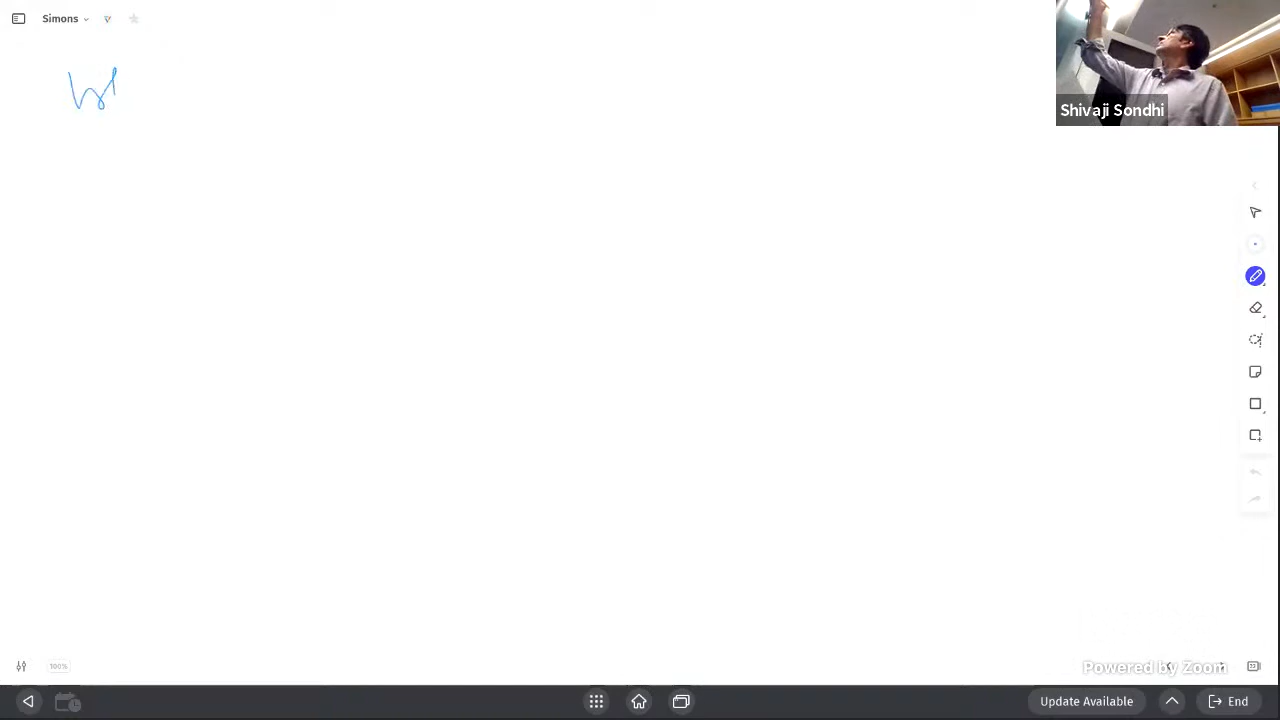 Simons
Shivaji Sondhi
100%
Powered by Zoom
Update Available
End